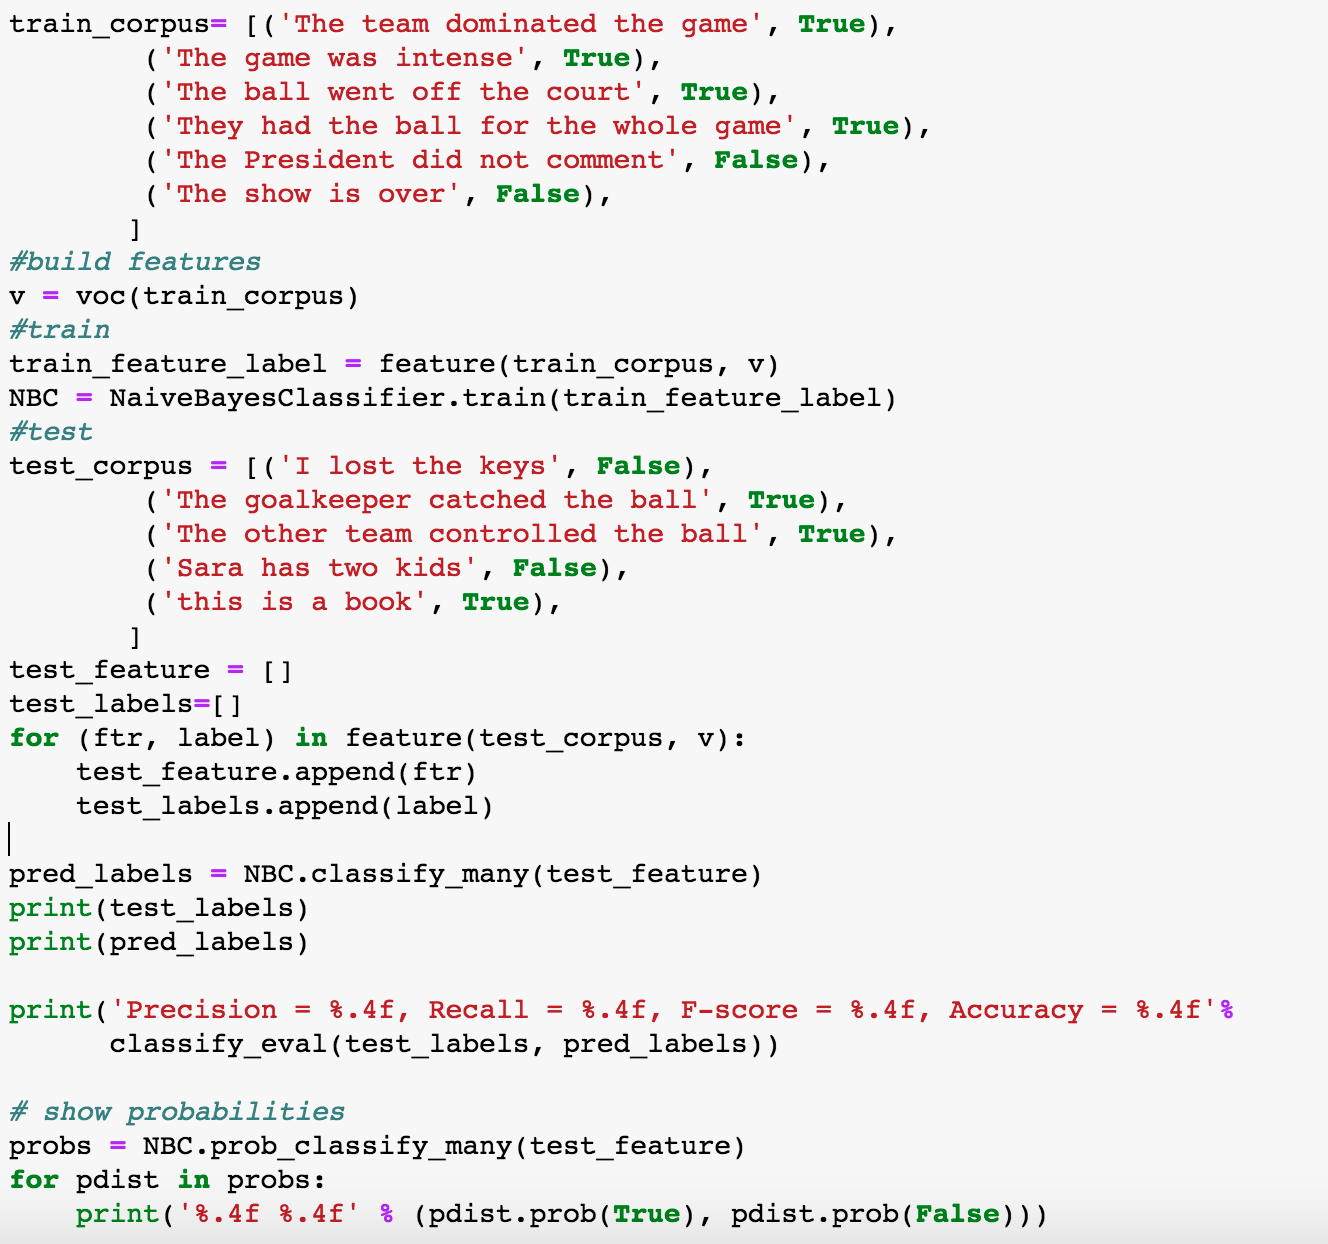 train_corpus= [('The team dominated the game', True),
        ('The game was intense', True),
        ('The ball went off the court', True),
        ('They had the ball for the whole game', True),
        ('The President did not comment', False),
        ('The show is over', False),
       ]
#build features
v = voc(train_corpus)
#train
train_feature_label = feature(train_corpus, v)
NBC = NaiveBayesClassifier.train(train_feature_label)
#test
test_corpus = [('I lost the keys', False),
        ('The goalkeeper catched the ball', True),
        ('The other team controlled the ball', True),
        ('Sara has two kids', False),
        ('this is a book', True),
       ]
test_feature = []
test_labels=[]
for (ftr, label) in feature(test_corpus, v):
    test_feature.append(ftr)
    test_labels.append(label)

pred_labels = NBC.classify_many(test_feature)
print(test_labels)
print(pred_labels)

print('Precision = %.4f, Recall = %.4f, F-score = %.4f, Accuracy = %.4f'%
      classify_eval(test_labels, pred_labels))

# show probabilities
probs = NBC.prob_classify_many(test_feature)
for pdist in probs:
    print('%.4f %.4f' % (pdist.prob(True), pdist.prob(False)))